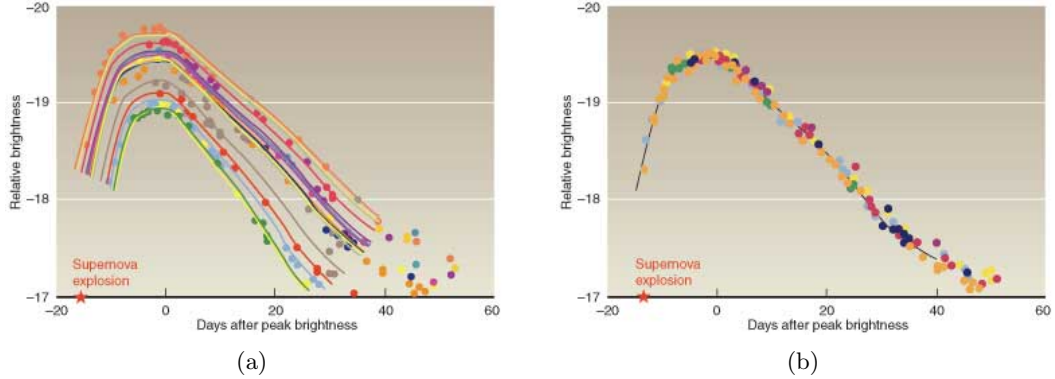 −20
−19
−18
−17
Relative brightness
Supernova
explosion
−20
0
20
40
60
Days after peak brightness
(a)
−20
−19
−18
−17
Relative brightness
Supernova
explosion
−20
0
20
40
60
Days after peak brightness
(b)